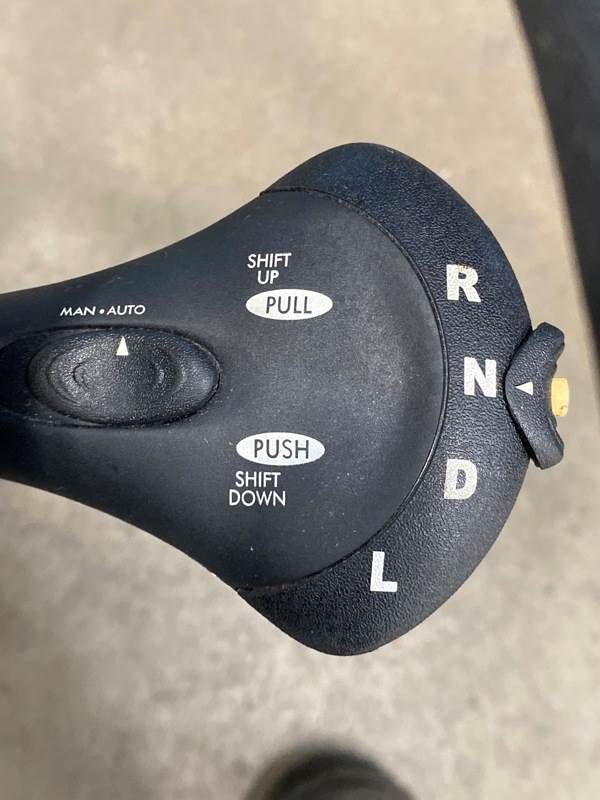 SHIFT
UP
PULL
MAN • AUTO
PUSH
SHIFT
DOWN
R
N
D
L